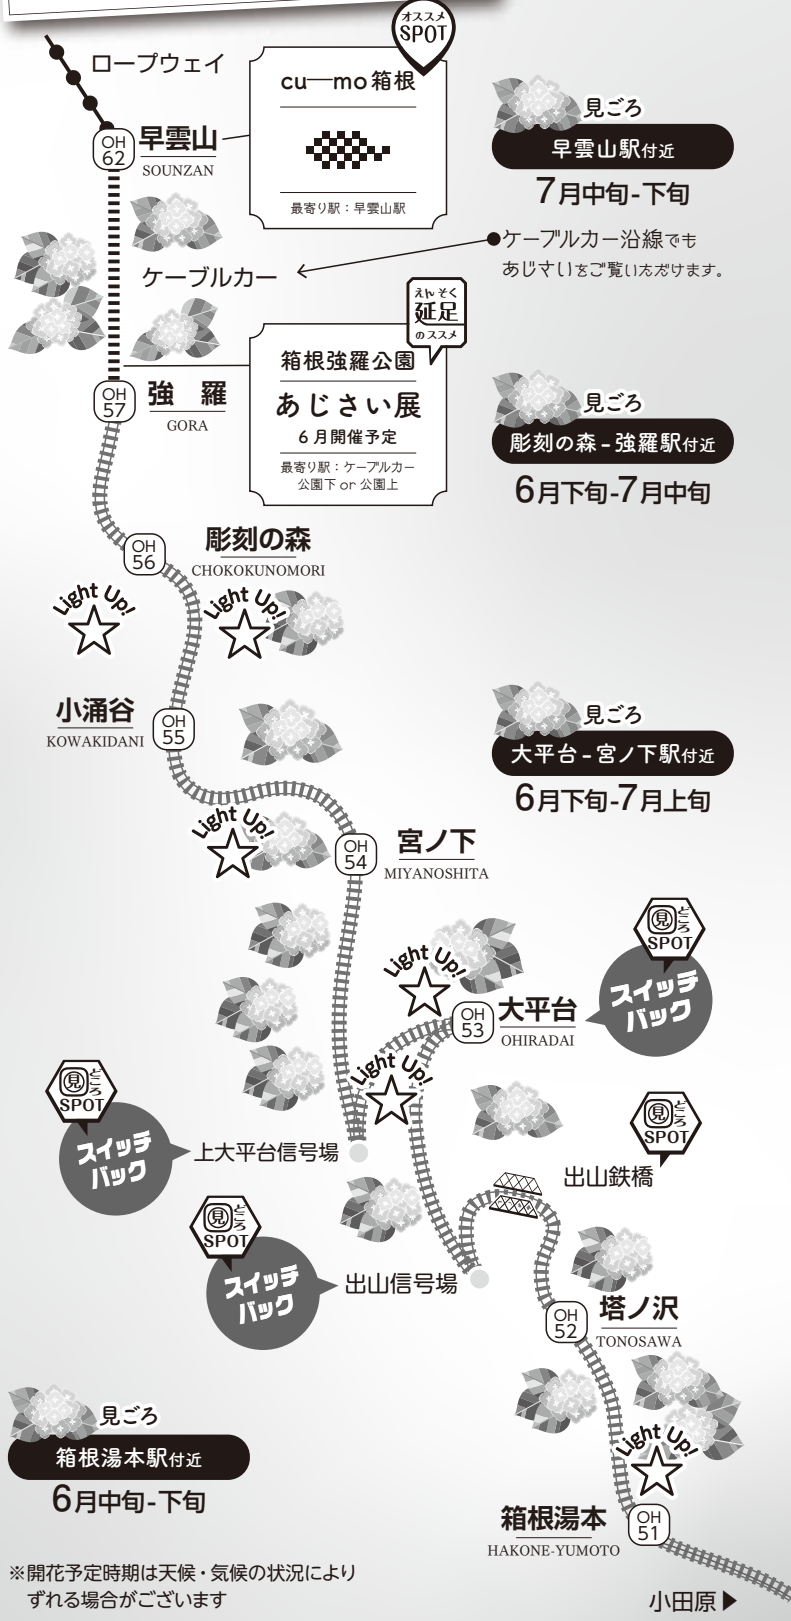 オススメ
SPOT
ロープウェイ
cu―mo箱根
最寄り駅：早雲山駅
OH
62
早雲山
SOUNZAN
見ごろ
早雲山駅付近
7月中旬-下旬
ケーブルカー沿線でも
あじさいをご覧いただけます。
ケーブルカー
えんそく
延足
のススメ
箱根強羅公園
あじさい展
6月開催予定
最寄り駅：ケーブルカー
公園下 or 公園上
OH
57
強 羅
GORA
見ごろ
彫刻の森-強羅駅付近
6月下旬-7月中旬
OH
56
彫刻の森
CHOKOKUNOMORI
Light Up!
Light Up!
小涌谷
KOWAKIDANI
OH
55
見ごろ
大平台-宮ノ下駅付近
6月下旬-7月上旬
Light Up!
OH
54
宮ノ下
MIYANOSHITA
見どころ
SPOT
スイッチ
バック
Light Up!
OH
53
大平台
OHIRADAI
Light Up!
見どころ
SPOT
スイッチ
バック
上大平台信号場
見どころ
SPOT
出山鉄橋
見どころ
SPOT
スイッチ
バック
出山信号場
OH
52
塔ノ沢
TONOSAWA
見ごろ
箱根湯本駅付近
6月中旬-下旬
Light Up!
箱根湯本
HAKONE-YUMOTO
OH
51
※開花予定時期は天候・気候の状況により
ずれる場合がございます
小田原▶